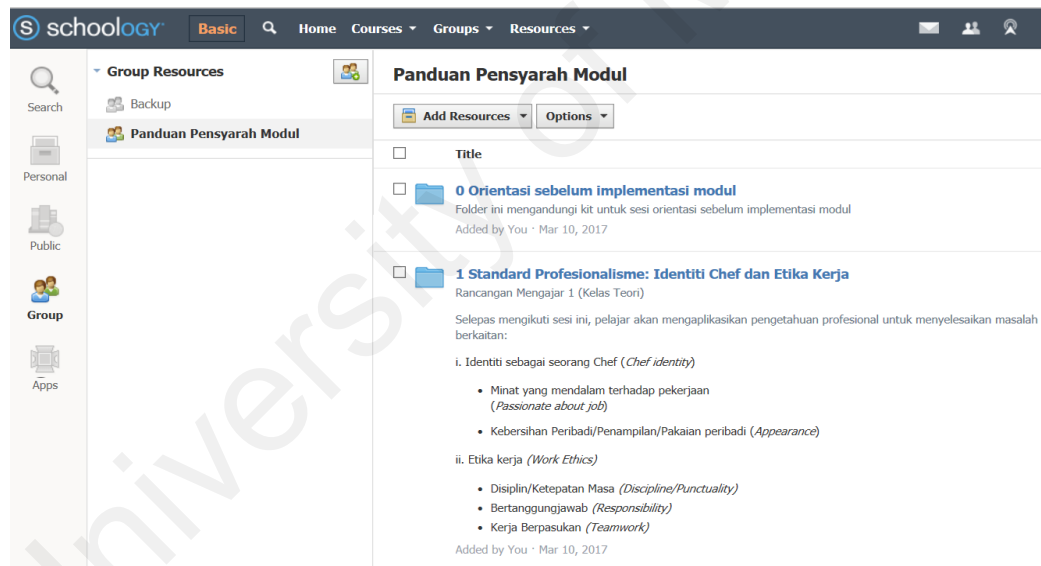 S schoology Basic Home Courses Groups Resources
Search
Personal
Public
Group
Apps
Group Resources
Backup
Panduan Pensyarah Modul
Panduan Pensyarah Modul
Add Resources Options
Title
0 Orientasi sebelum implementasi modul
Folder ini mengandungi kit untuk sesi orientasi sebelum implementasi modul
Added by You · Mar 10, 2017
1 Standard Profesionalisme: Identiti Chef dan Etika Kerja
Rancangan Mengajar 1 (Kelas Teori)
Selepas mengikuti sesi ini, pelajar akan mengaplikasikan pengetahuan profesional untuk menyelesaikan masalah
berkaitan:
i. Identiti sebagai seorang Chef (Chef identity)
• Minat yang mendalam terhadap pekerjaan
(Passionate about job)
• Kebersihan Peribadi/Penampilan/Pakaian peribadi (Appearance)
ii. Etika kerja (Work Ethics)
• Disiplin/Ketepatan Masa (Discipline/Punctuality)
• Bertanggungjawab (Responsibility)
• Kerja Berpasukan (Teamwork)
Added by You · Mar 10, 2017
University of